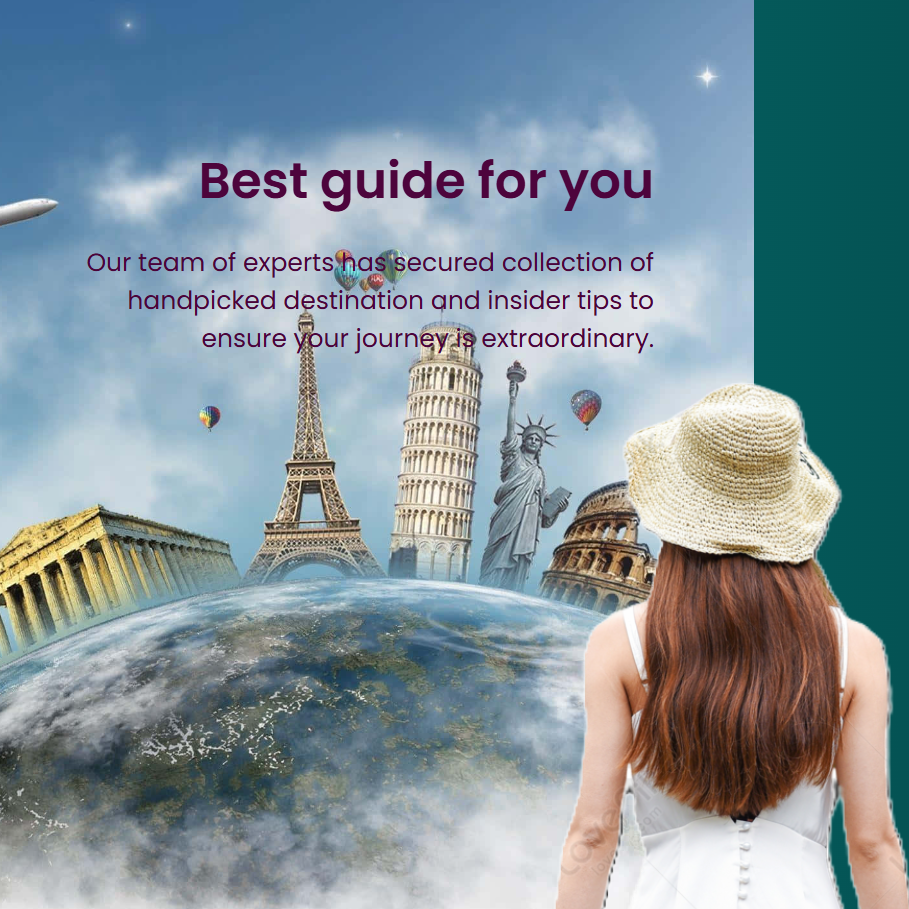 Best guide for you
Our team of experts has secured collection of
handpicked destination and insider tips to
ensure your journey is extraordinary.